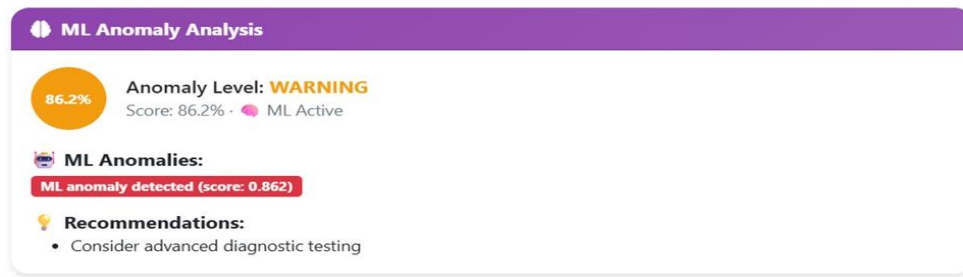 ML Anomaly Analysis
86.2%
Anomaly Level: WARNING
Score: 86.2% · ML Active
ML Anomalies:
ML anomaly detected (score: 0.862)
Recommendations:
• Consider advanced diagnostic testing